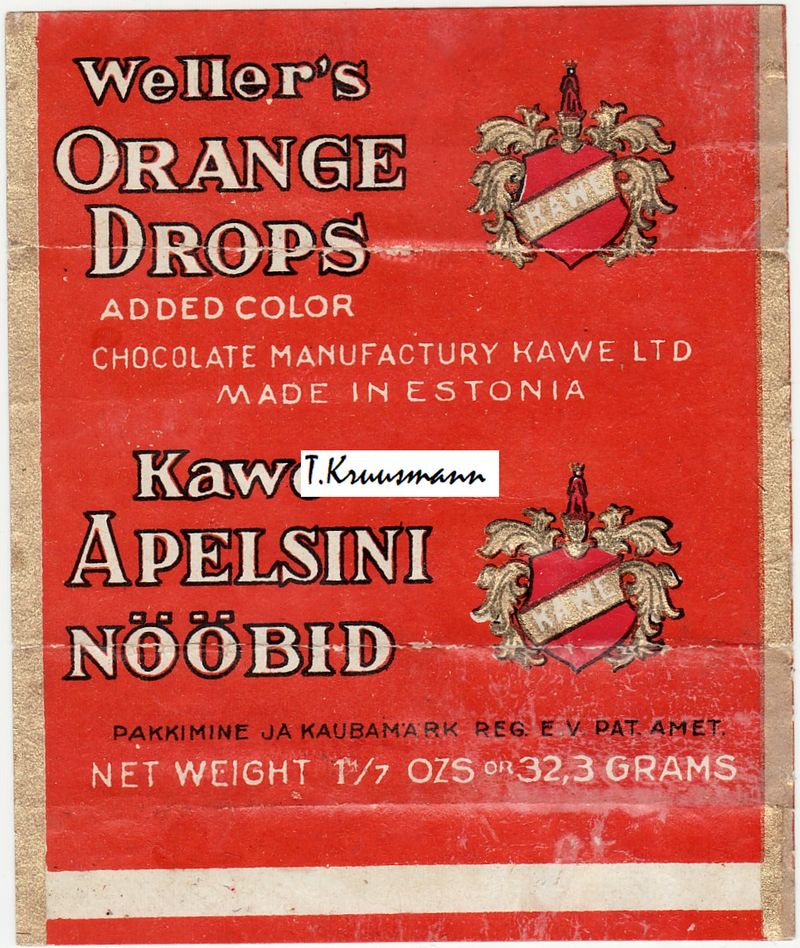 Weller's
ORANGE
DROPS
KAWE
ADDED COLOR
CHOCOLATE MANUFACTURY KAWE LTD
MADE IN ESTONIA
Kawe
T.Kruusmann
APELSINI
NÖÖBID
KAWE
PAKKIMINE JA KAUBAMÄRK REG. E.V. PAT. AMET.
NET WEIGHT 1 1/7 OZS OR 32,3 GRAMS